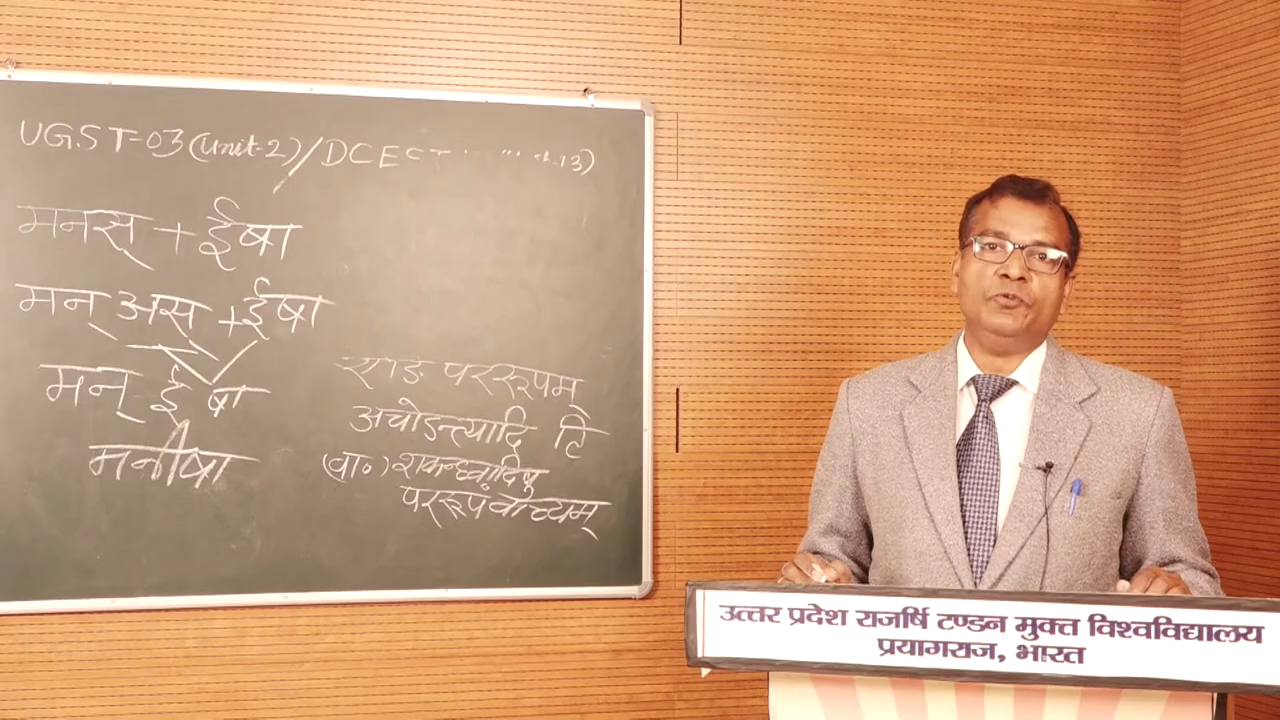 UGST-03 (Unit-2)/DCEST
मनस् + ईषा
मन् अस् + ईषा
मन् ई षा
मनीषा
एङि पररूपम
अचोऽन्त्यादि टि
(वा०) शकन्ध्वादिषु
पररूपं वाच्यम्
उत्तर प्रदेश राजर्षि टण्डन मुक्त विश्वविद्यालय
प्रयागराज, भारत